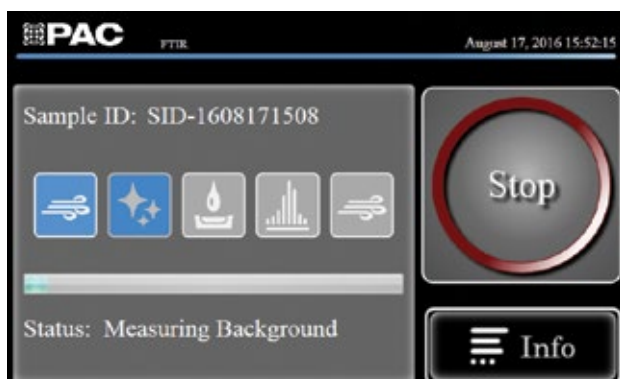 PAC
FTIR
August 17, 2016 15:52:15
Sample ID: SID-1608171508
Stop
Status: Measuring Background
Info